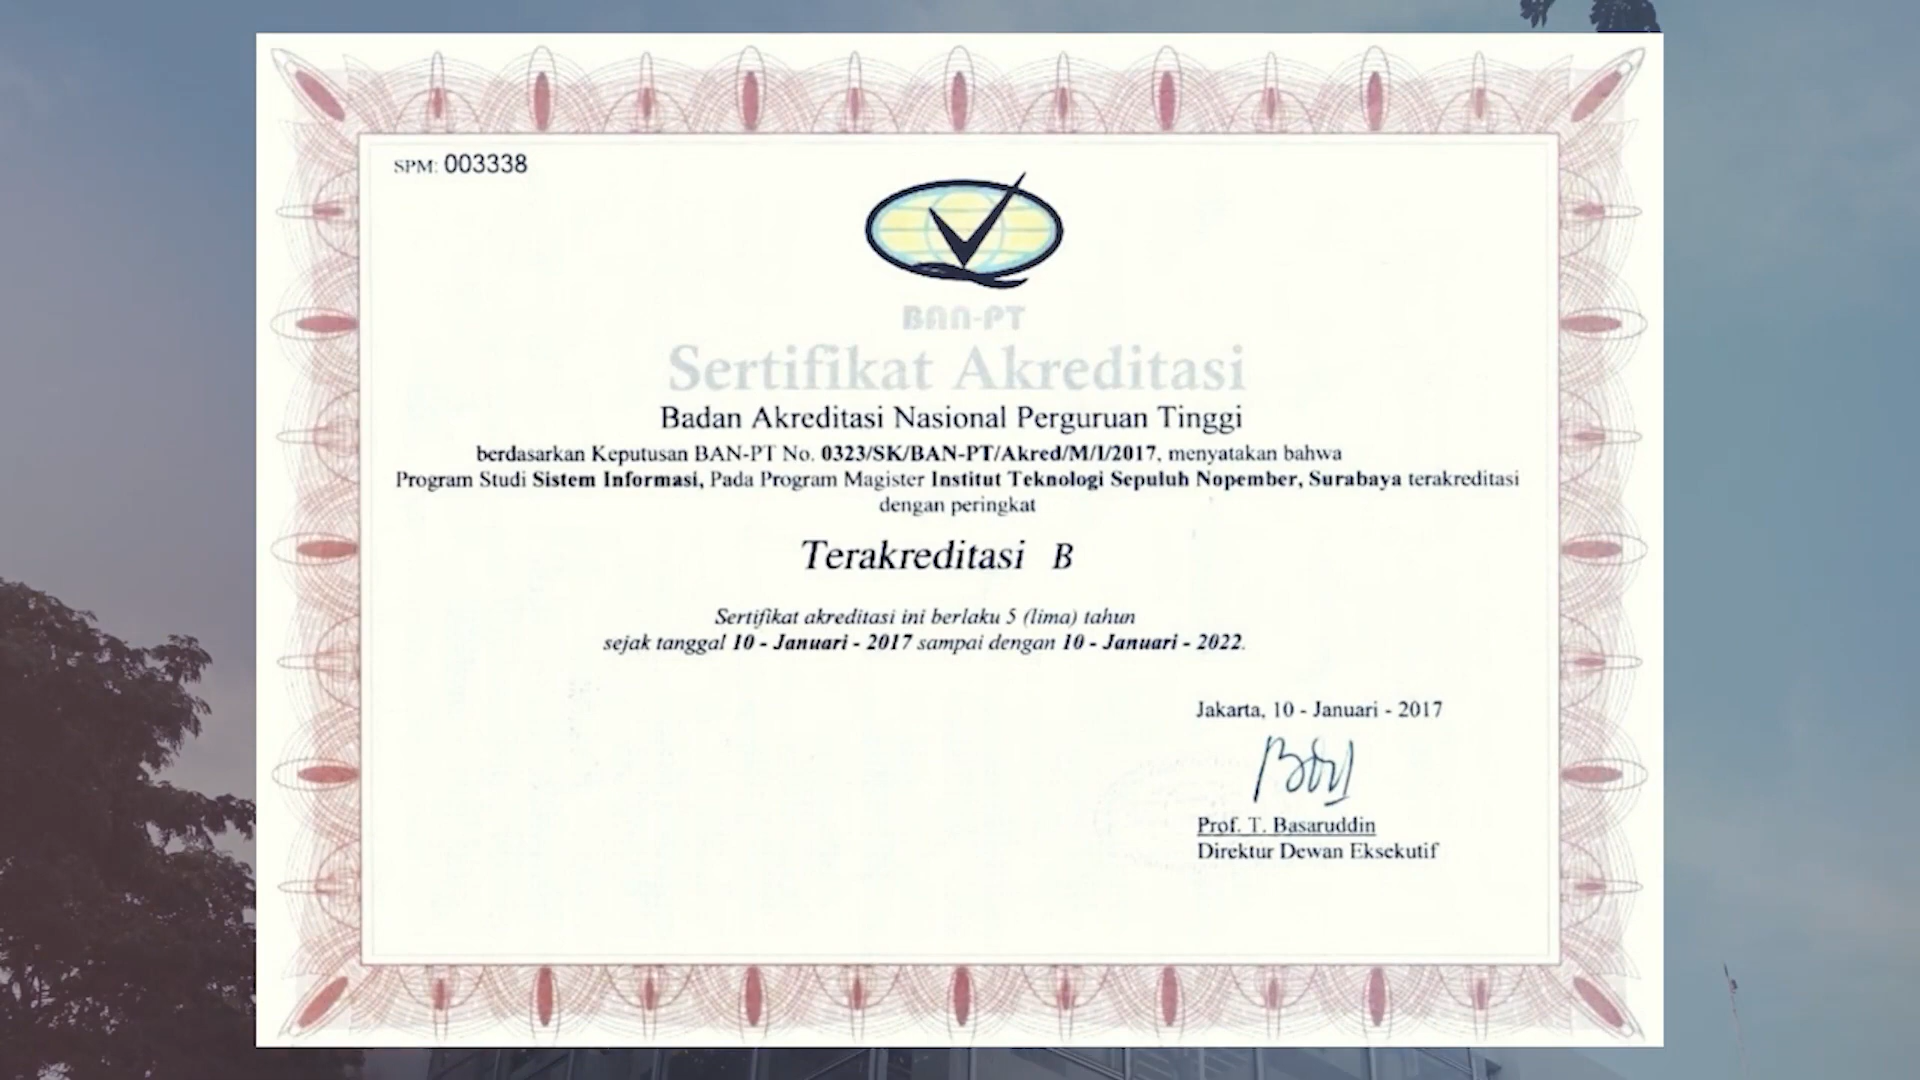 SPM: 003338
BAN-PT
Sertifikat Akreditasi
Badan Akreditasi Nasional Perguruan Tinggi
berdasarkan Keputusan BAN-PT No. 0323/SK/BAN-PT/Akred/M/I/2017, menyatakan bahwa
Program Studi Sistem Informasi, Pada Program Magister Institut Teknologi Sepuluh Nopember, Surabaya terakreditasi
dengan peringkat
Terakreditasi B
Sertifikat akreditasi ini berlaku 5 (lima) tahun
sejak tanggal 10 - Januari - 2017 sampai dengan 10 - Januari - 2022.
Jakarta, 10 - Januari - 2017
Prof. T. Basaruddin
Direktur Dewan Eksekutif